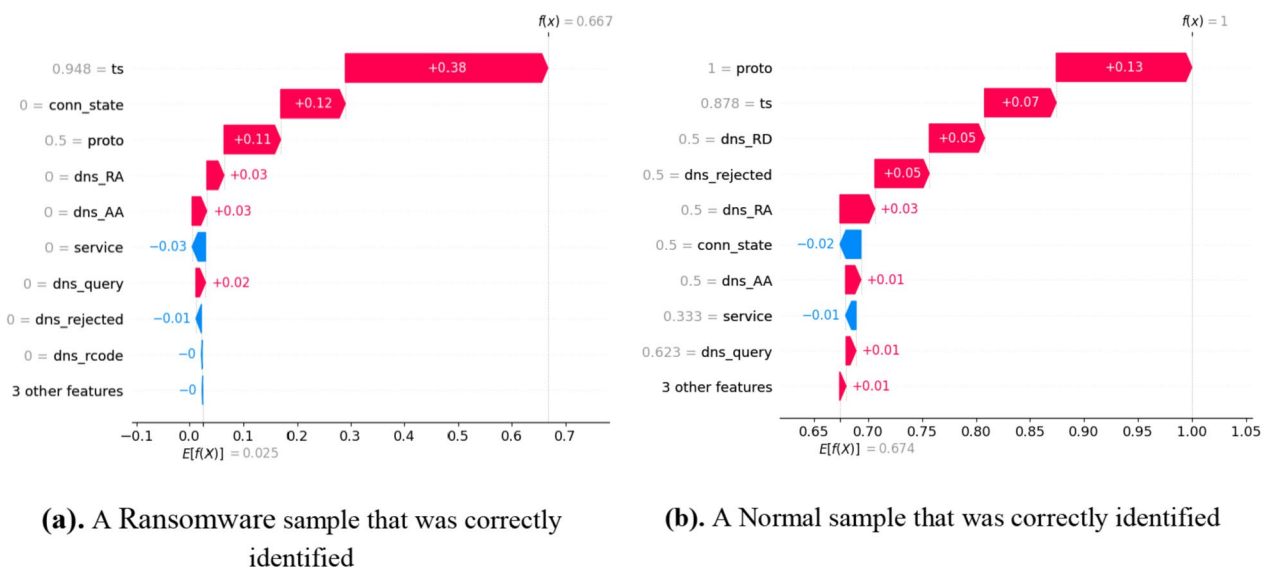 f(x) = 0.667
0.948 = ts
+0.38
0 = conn_state
+0.12
0.5 = proto
+0.11
0 = dns_RA
+0.03
0 = dns_AA
+0.03
0 = service
−0.03
0 = dns_query
+0.02
0 = dns_rejected
−0.01
0 = dns_rcode
−0
3 other features
−0
−0.1 0.0 0.1 0.2 0.3 0.4 0.5 0.6 0.7
E[f(X)] = 0.025
(a). A Ransomware sample that was correctly
identified
f(x) = 1
1 = proto
+0.13
0.878 = ts
+0.07
0.5 = dns_RD
+0.05
0.5 = dns_rejected
+0.05
0.5 = dns_RA
+0.03
0.5 = conn_state
−0.02
0.5 = dns_AA
+0.01
0.333 = service
−0.01
0.623 = dns_query
+0.01
3 other features
+0.01
0.65 0.70 0.75 0.80 0.85 0.90 0.95 1.00 1.05
E[f(X)] = 0.674
(b). A Normal sample that was correctly identified